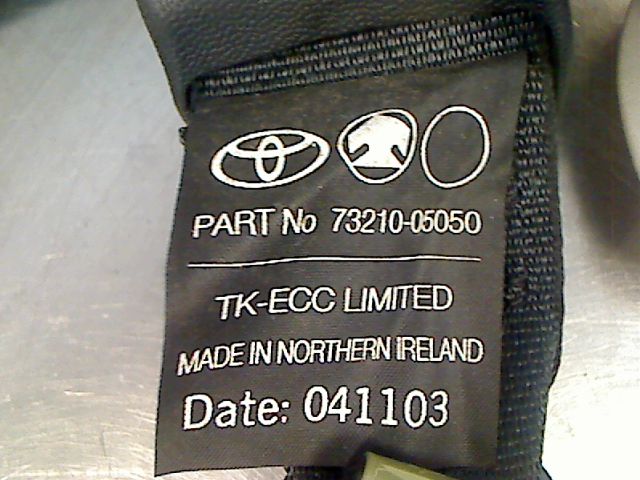 PART No 73210-05050
TK-ECC LIMITED
MADE IN NORTHERN IRELAND
Date: 041103